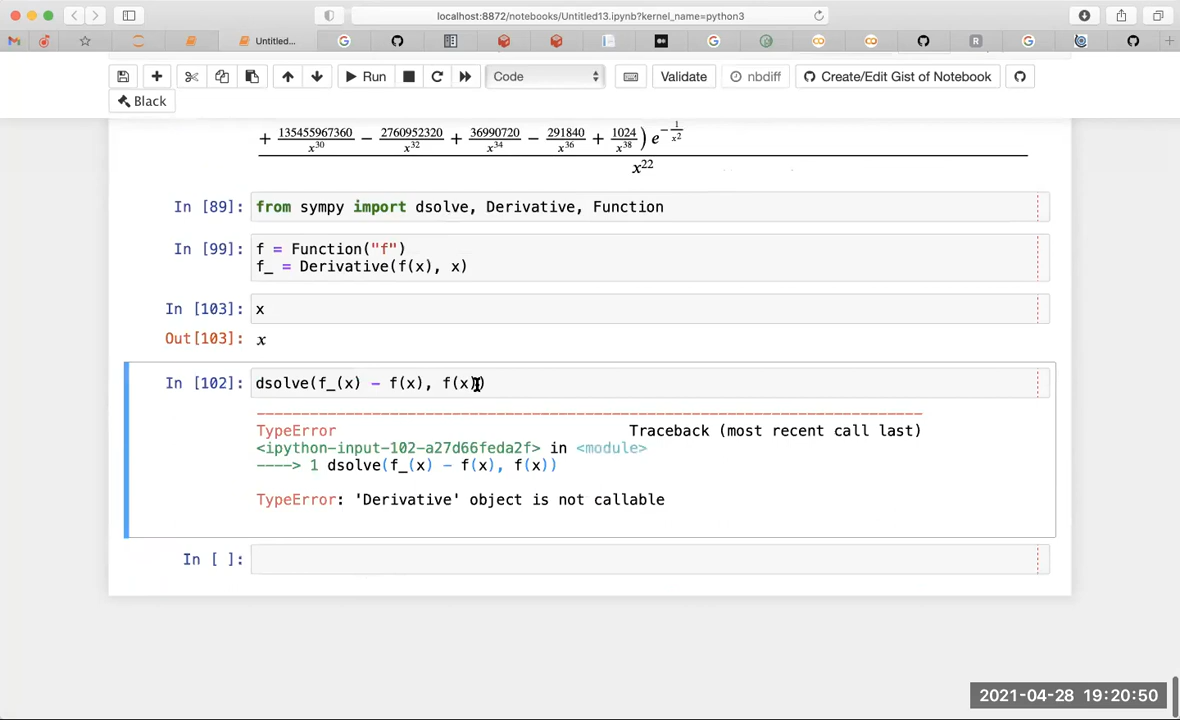 localhost:8872/notebooks/Untitled13.ipynb?kernel_name=python3
Untitled...
Run
Code
Validate
nbdiff
Create/Edit Gist of Notebook
Black
+ 135455967360/x^30 − 2760952320/x^32 + 36990720/x^34 − 291840/x^36 + 1024/x^38) e^−1/x^2
x^22
In [89]: from sympy import dsolve, Derivative, Function
In [99]: f = Function("f")
f_ = Derivative(f(x), x)
In [103]: x
Out[103]: x
In [102]: dsolve(f_(x) - f(x), f(x))
---------------------------------------------------------------------------
TypeError Traceback (most recent call last)
<ipython-input-102-a27d66feda2f> in <module>
----> 1 dsolve(f_(x) - f(x), f(x))
TypeError: 'Derivative' object is not callable
In [ ]:
2021-04-28 19:20:50